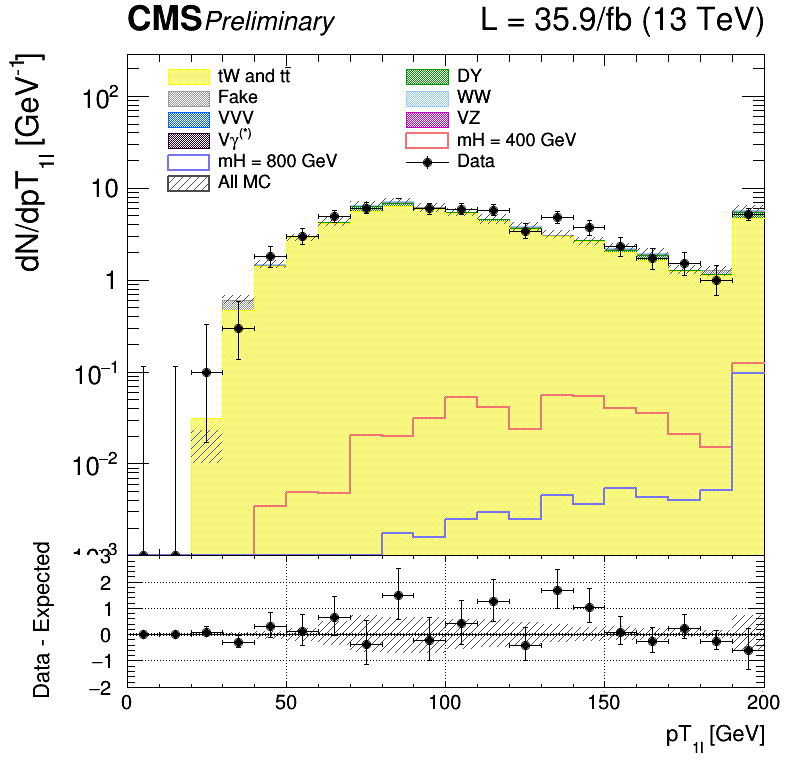 CMS Preliminary L = 35.9/fb (13 TeV)
dN/dpT1l [GeV⁻¹]
tW and tt̄ DY
Fake WW
VVV VZ
Vγ(*) mH = 400 GeV
mH = 800 GeV Data
All MC
10²
10
1
10⁻¹
10⁻²
Data - Expected
2
1
0
−1
−2
0 50 100 150 200
pT1l [GeV]